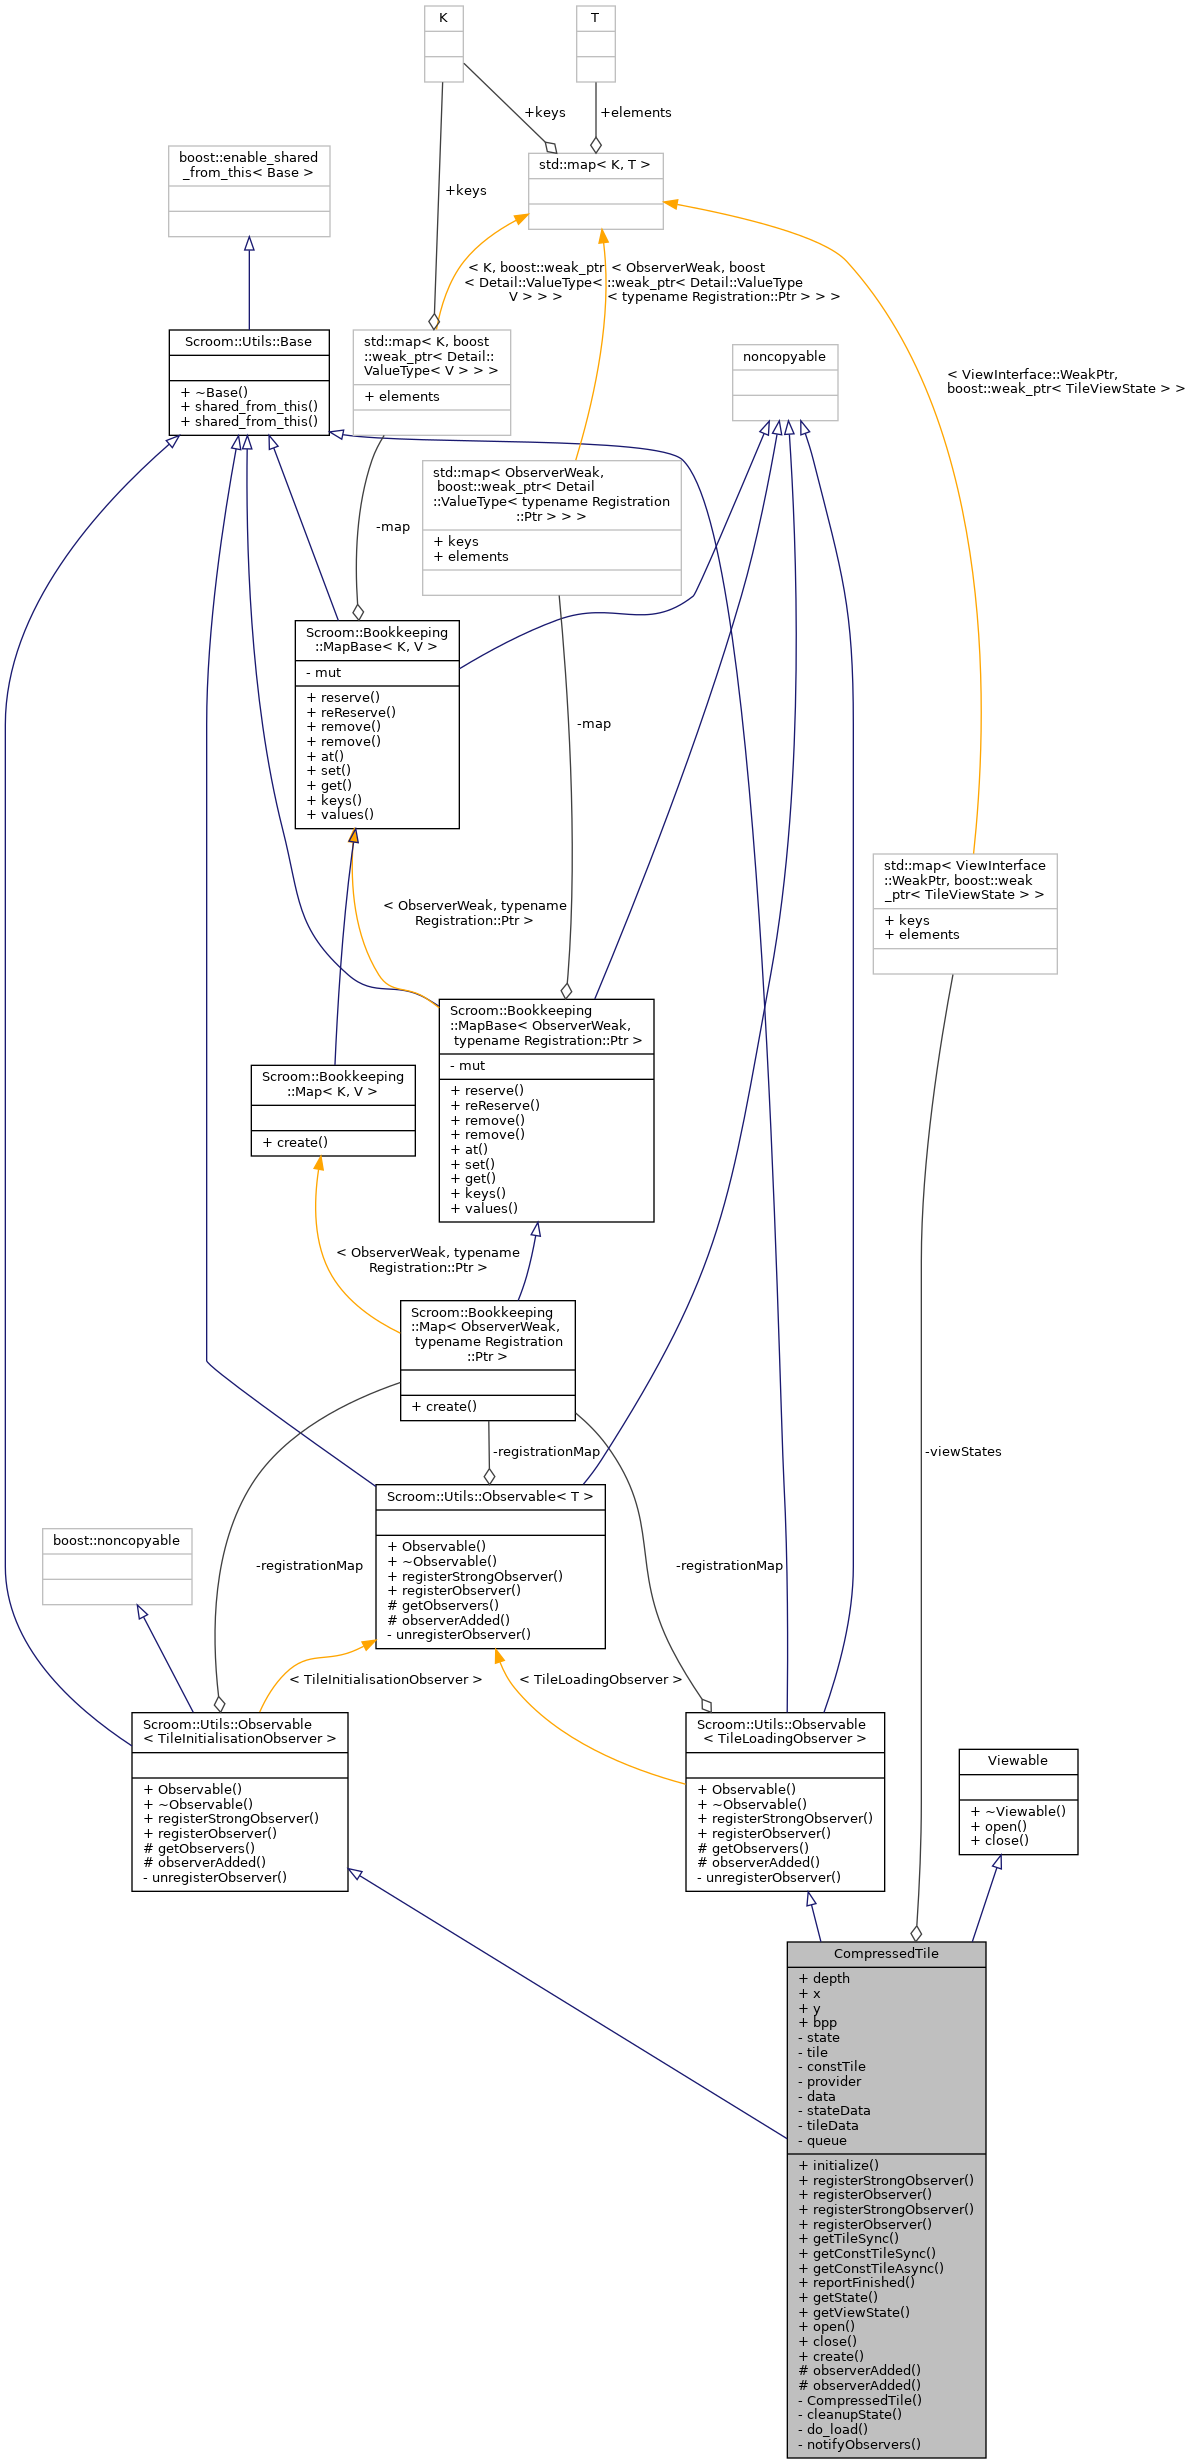 K
T
+keys
+elements
boost::enable_shared
_from_this< Base >
std::map< K, T >
+keys
< K, boost::weak_ptr
< Detail::ValueType<
V > > >
< ObserverWeak, boost
::weak_ptr< Detail::ValueType
< typename Registration::Ptr > > >
Scroom::Utils::Base
+ ~Base()
+ shared_from_this()
+ shared_from_this()
std::map< K, boost
::weak_ptr< Detail::
ValueType< V > > >
+ elements
noncopyable
< ViewInterface::WeakPtr,
boost::weak_ptr< TileViewState > >
std::map< ObserverWeak,
boost::weak_ptr< Detail
::ValueType< typename Registration
::Ptr > > >
+ keys
+ elements
-map
Scroom::Bookkeeping
::MapBase< K, V >
- mut
+ reserve()
+ reReserve()
+ remove()
+ remove()
+ at()
+ set()
+ get()
+ keys()
+ values()
-map
std::map< ViewInterface
::WeakPtr, boost::weak
_ptr< TileViewState > >
+ keys
+ elements
< ObserverWeak, typename
Registration::Ptr >
Scroom::Bookkeeping
::MapBase< ObserverWeak,
typename Registration::Ptr >
- mut
+ reserve()
+ reReserve()
+ remove()
+ remove()
+ at()
+ set()
+ get()
+ keys()
+ values()
Scroom::Bookkeeping
::Map< K, V >
+ create()
< ObserverWeak, typename
Registration::Ptr >
Scroom::Bookkeeping
::Map< ObserverWeak,
typename Registration
::Ptr >
+ create()
-registrationMap
-viewStates
Scroom::Utils::Observable< T >
+ Observable()
+ ~Observable()
+ registerStrongObserver()
+ registerObserver()
# getObservers()
# observerAdded()
- unregisterObserver()
boost::noncopyable
-registrationMap
-registrationMap
< TileInitialisationObserver >
< TileLoadingObserver >
Scroom::Utils::Observable
< TileInitialisationObserver >
+ Observable()
+ ~Observable()
+ registerStrongObserver()
+ registerObserver()
# getObservers()
# observerAdded()
- unregisterObserver()
Scroom::Utils::Observable
< TileLoadingObserver >
+ Observable()
+ ~Observable()
+ registerStrongObserver()
+ registerObserver()
# getObservers()
# observerAdded()
- unregisterObserver()
Viewable
+ ~Viewable()
+ open()
+ close()
CompressedTile
+ depth
+ x
+ y
+ bpp
- state
- tile
- constTile
- provider
- data
- stateData
- tileData
- queue
+ initialize()
+ registerStrongObserver()
+ registerObserver()
+ registerStrongObserver()
+ registerObserver()
+ getTileSync()
+ getConstTileSync()
+ getConstTileAsync()
+ reportFinished()
+ getState()
+ getViewState()
+ open()
+ close()
+ create()
# observerAdded()
# observerAdded()
- CompressedTile()
- cleanupState()
- do_load()
- notifyObservers()